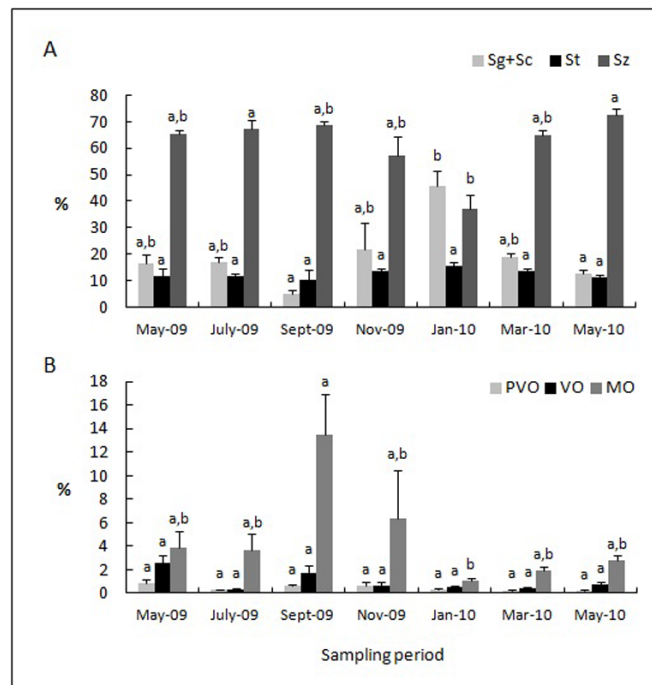 A
Sg+Sc St Sz
80
70
60
50
40
30
20
10
0
%
a,b a a,b
a,b a a
a a a,b
a,b a a,b
b a b
a,b a a,b
a a a
May-09 July-09 Sept-09 Nov-09 Jan-10 Mar-10 May-10
B
PVO VO MO
18
16
14
12
10
8
6
4
2
0
%
a a a,b
a a a,b
a a a
a a a,b
a a b
a a a,b
a a a,b
May-09 July-09 Sept-09 Nov-09 Jan-10 Mar-10 May-10
Sampling period